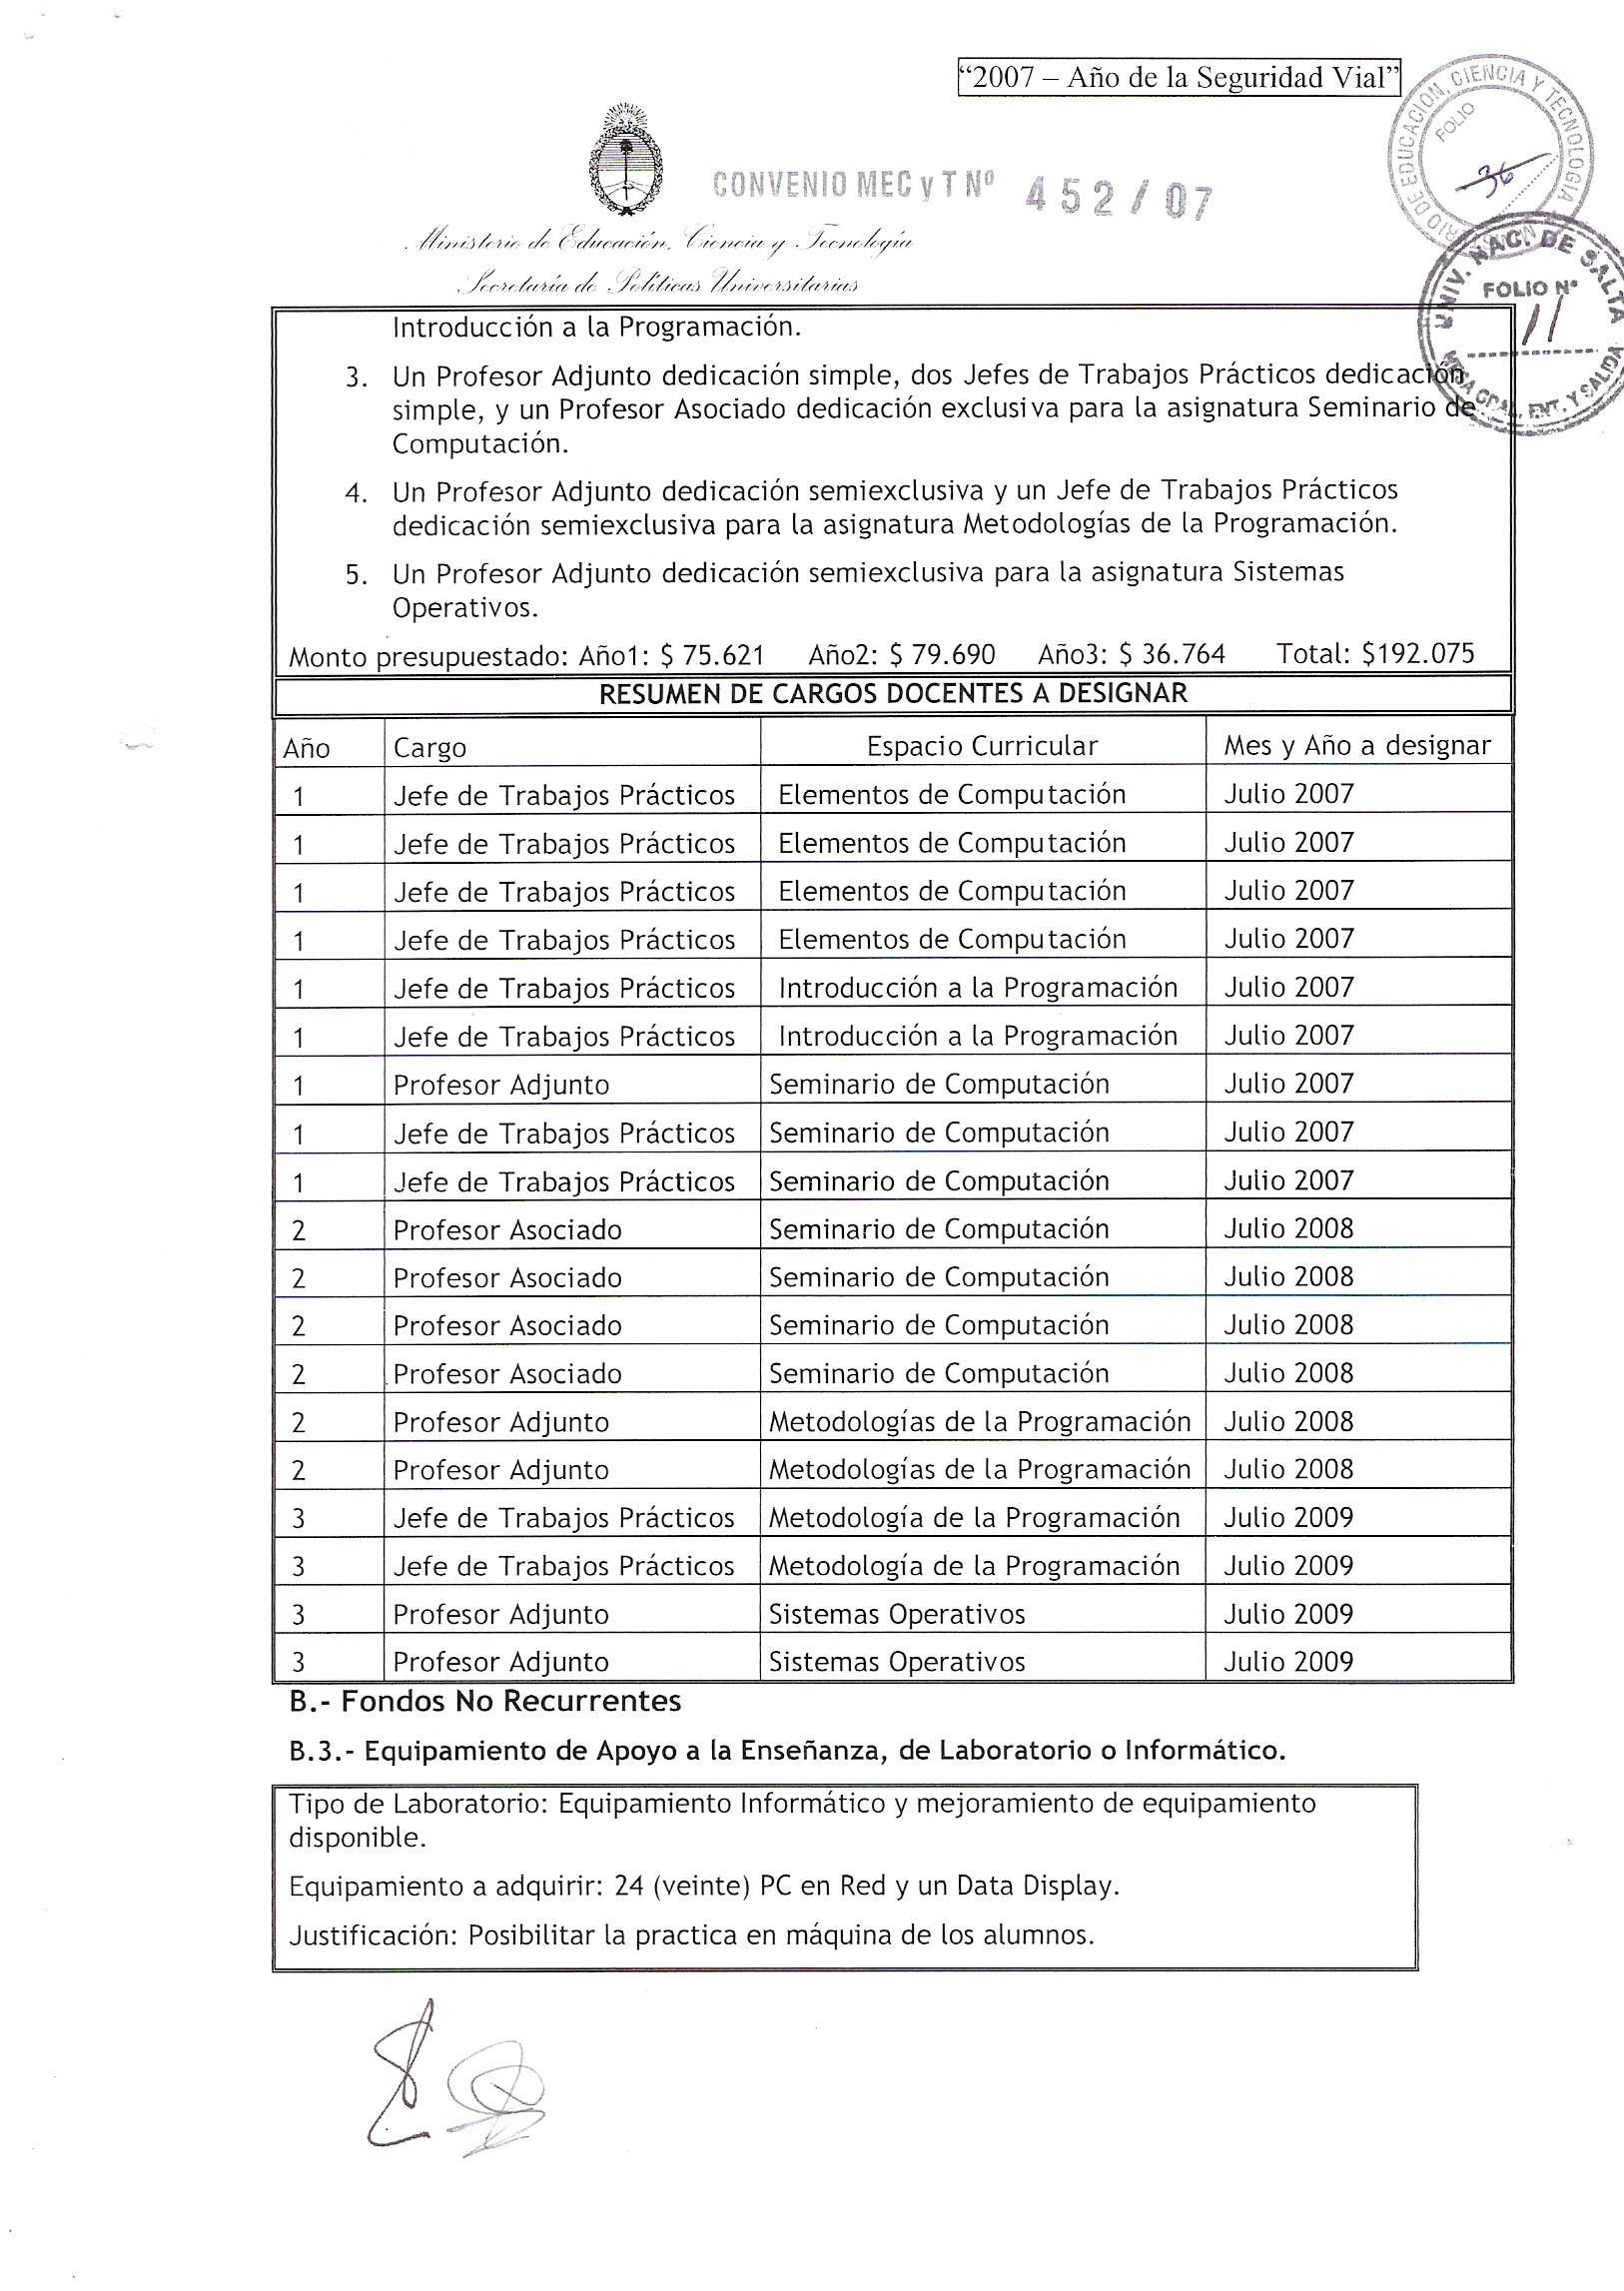 “2007 – Año de la Seguridad Vial”
CIENCIA Y TECNOLOGIA
RIO DE EDUCACION,
FOLIO
36
CONVENIO MEC y T Nº 452/07
Ministerio de Educación, Ciencia y Tecnología
Secretaría de Políticas Universitarias
UNIV. NAC. DE SALTA
FOLIO Nº
11
MESA GRAL. ENT. Y SALIDA
Introducción a la Programación.
3. Un Profesor Adjunto dedicación simple, dos Jefes de Trabajos Prácticos dedicación
simple, y un Profesor Asociado dedicación exclusiva para la asignatura Seminario de
Computación.
4. Un Profesor Adjunto dedicación semiexclusiva y un Jefe de Trabajos Prácticos
dedicación semiexclusiva para la asignatura Metodologías de la Programación.
5. Un Profesor Adjunto dedicación semiexclusiva para la asignatura Sistemas
Operativos.
Monto presupuestado: Año1: $ 75.621 Año2: $ 79.690 Año3: $ 36.764 Total: $192.075
RESUMEN DE CARGOS DOCENTES A DESIGNAR
Año Cargo Espacio Curricular Mes y Año a designar
1 Jefe de Trabajos Prácticos Elementos de Computación Julio 2007
1 Jefe de Trabajos Prácticos Elementos de Computación Julio 2007
1 Jefe de Trabajos Prácticos Elementos de Computación Julio 2007
1 Jefe de Trabajos Prácticos Elementos de Computación Julio 2007
1 Jefe de Trabajos Prácticos Introducción a la Programación Julio 2007
1 Jefe de Trabajos Prácticos Introducción a la Programación Julio 2007
1 Profesor Adjunto Seminario de Computación Julio 2007
1 Jefe de Trabajos Prácticos Seminario de Computación Julio 2007
1 Jefe de Trabajos Prácticos Seminario de Computación Julio 2007
2 Profesor Asociado Seminario de Computación Julio 2008
2 Profesor Asociado Seminario de Computación Julio 2008
2 Profesor Asociado Seminario de Computación Julio 2008
2 Profesor Asociado Seminario de Computación Julio 2008
2 Profesor Adjunto Metodologías de la Programación Julio 2008
2 Profesor Adjunto Metodologías de la Programación Julio 2008
3 Jefe de Trabajos Prácticos Metodología de la Programación Julio 2009
3 Jefe de Trabajos Prácticos Metodología de la Programación Julio 2009
3 Profesor Adjunto Sistemas Operativos Julio 2009
3 Profesor Adjunto Sistemas Operativos Julio 2009
B.- Fondos No Recurrentes
B.3.- Equipamiento de Apoyo a la Enseñanza, de Laboratorio o Informático.
Tipo de Laboratorio: Equipamiento Informático y mejoramiento de equipamiento
disponible.
Equipamiento a adquirir: 24 (veinte) PC en Red y un Data Display.
Justificación: Posibilitar la practica en máquina de los alumnos.